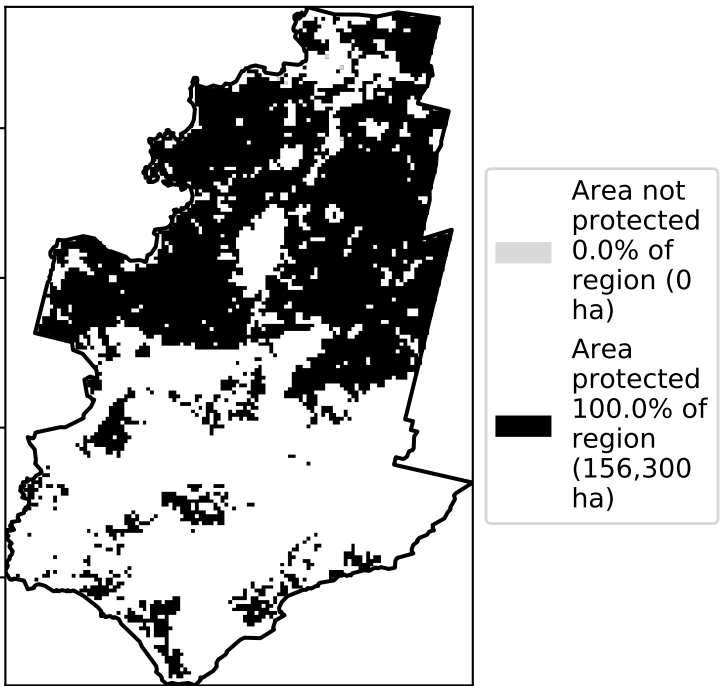 Area not
protected
0.0% of
region (0
ha)
Area
protected
100.0% of
region
(156,300
ha)